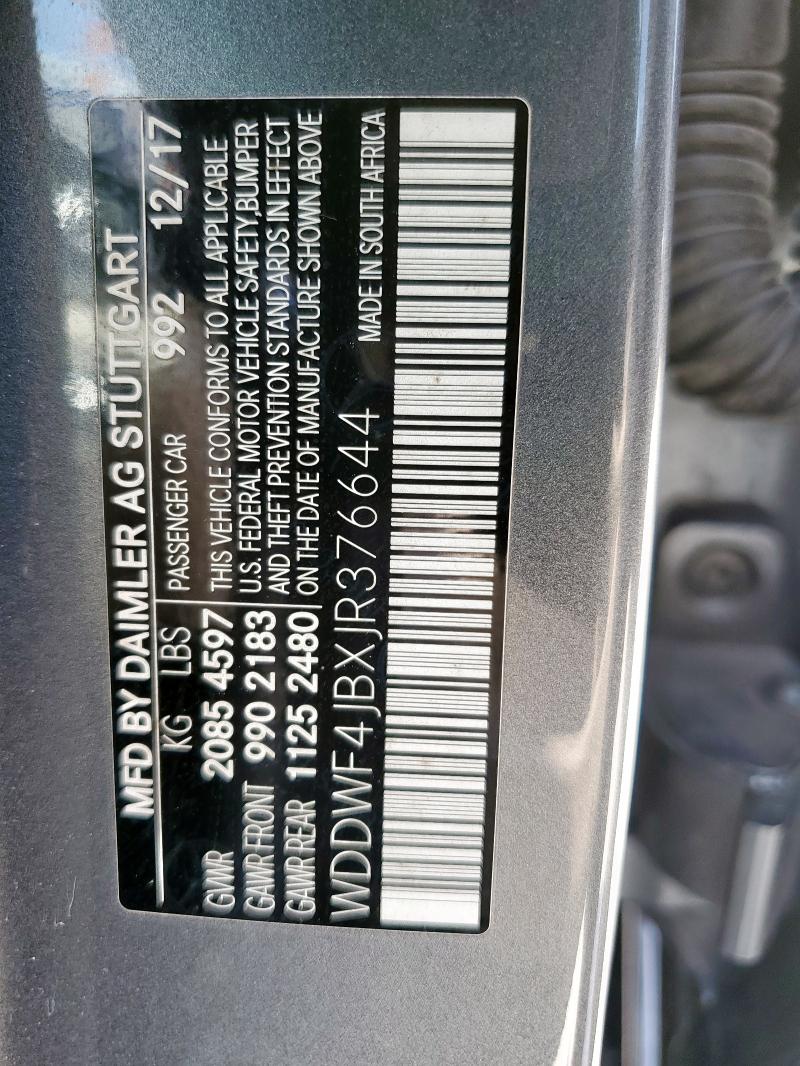 MFD BY DAIMLER AG STUTTGART
KG LBS PASSENGER CAR 992 12/17
GWR 2085 4597 THIS VEHICLE CONFORMS TO ALL APPLICABLE
GAWR FRONT 990 2183 U.S. FEDERAL MOTOR VEHICLE SAFETY,BUMPER
GAWR REAR 1125 2480 AND THEFT PREVENTION STANDARDS IN EFFECT
ON THE DATE OF MANUFACTURE SHOWN ABOVE
WDDWF4JBXJR376644 MADE IN SOUTH AFRICA